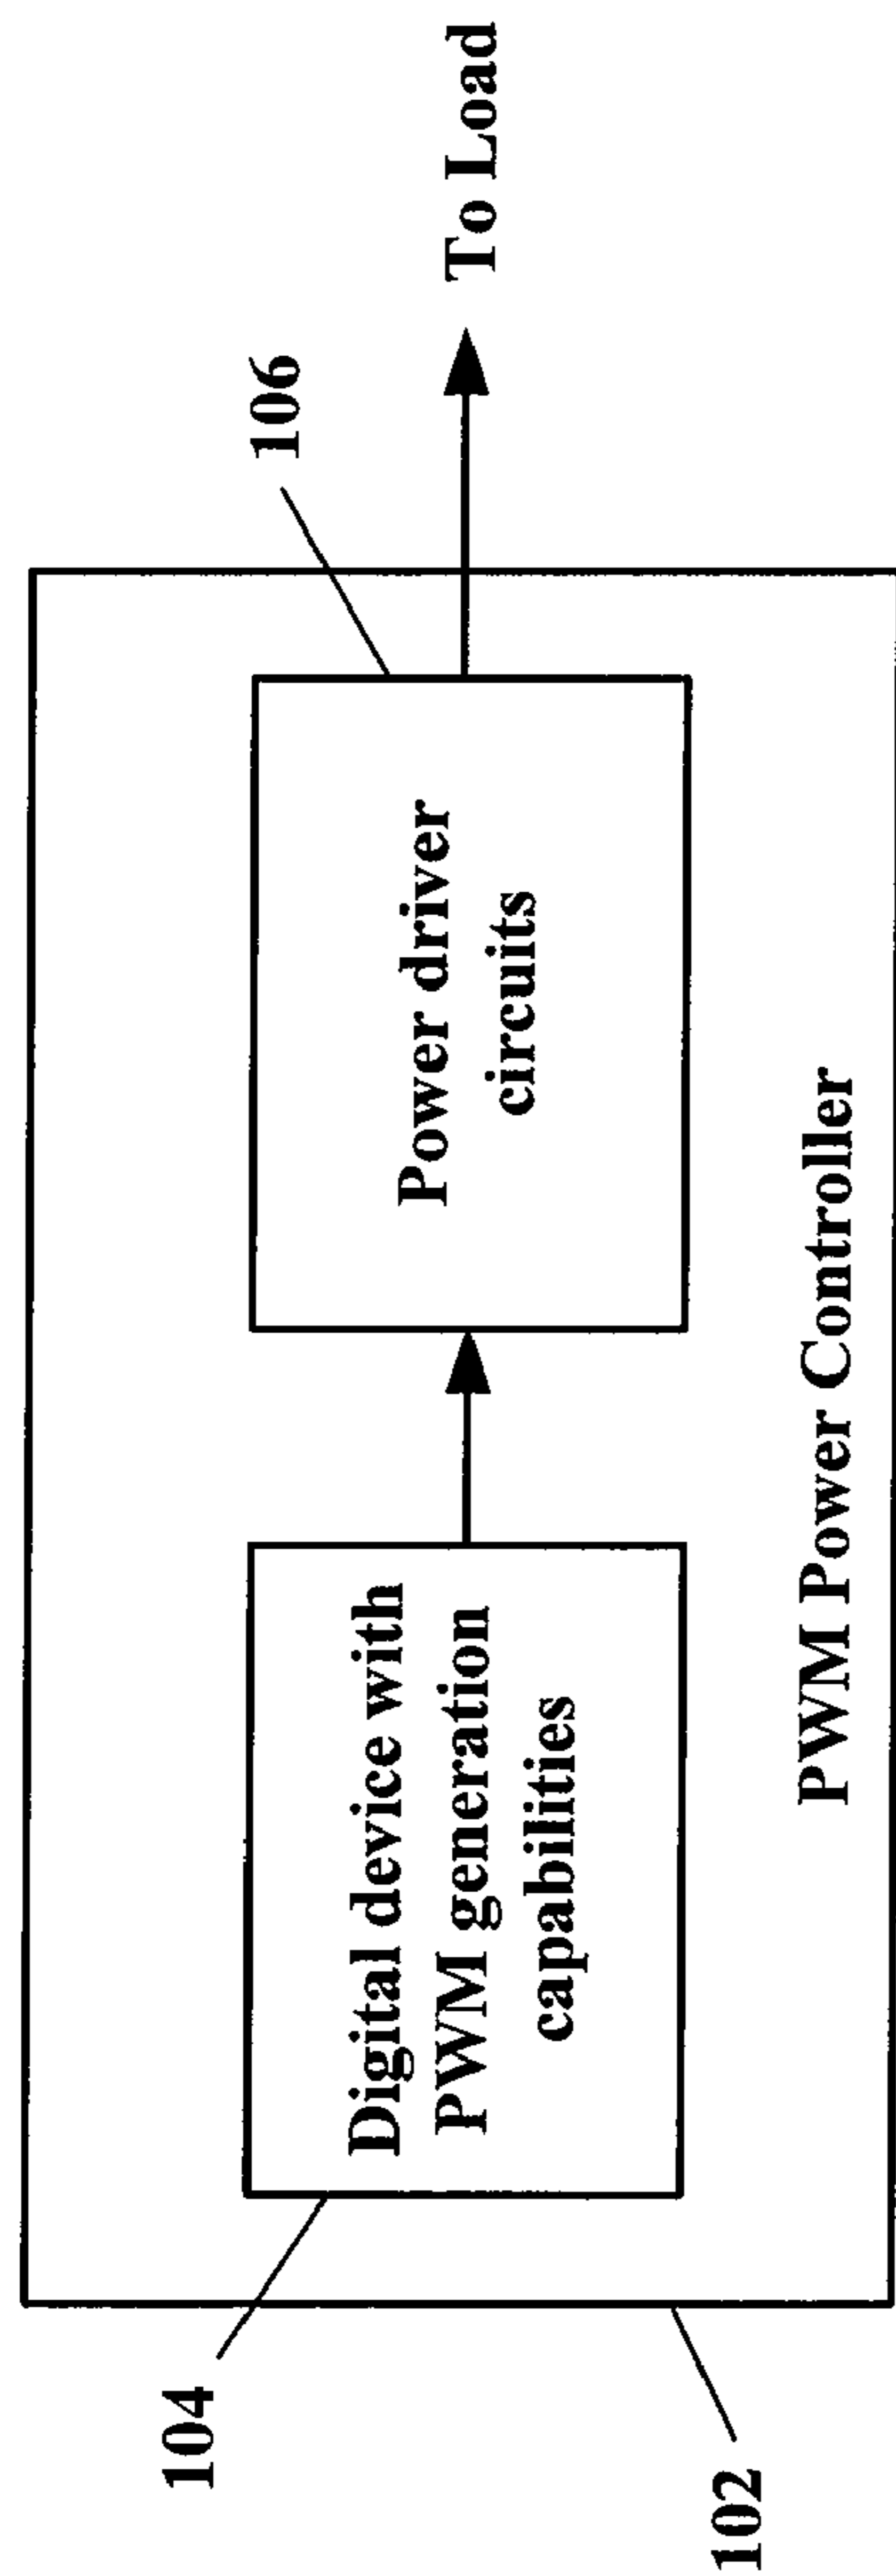 104
Digital device with
PWM generation
capabilities
106
Power driver
circuits
To Load
PWM Power Controller
102